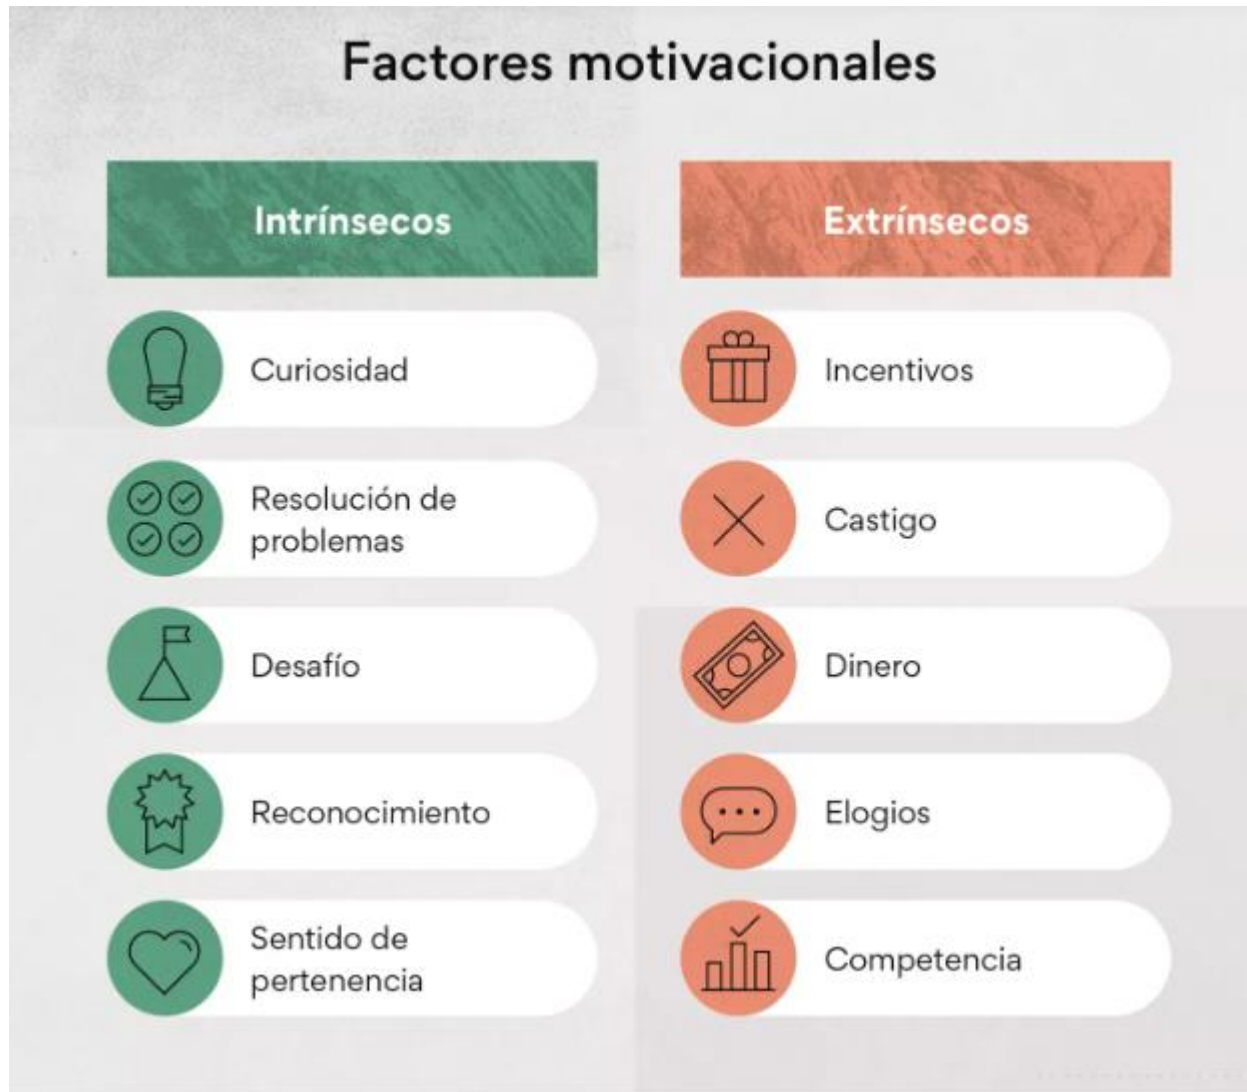 Factores motivacionales
Intrínsecos
Curiosidad
Resolución de
problemas
Desafío
Reconocimiento
Sentido de
pertenencia
Extrínsecos
Incentivos
Castigo
Dinero
Elogios
Competencia